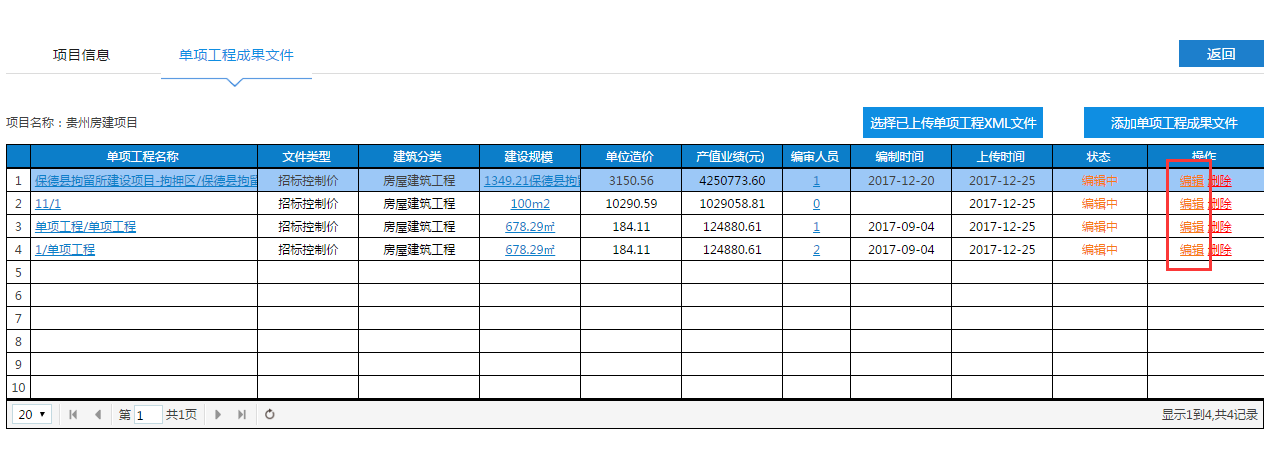 项目信息 单项工程成果文件 返回
项目名称：贵州房建项目 选择已上传单项工程XML文件 添加单项工程成果文件
单项工程名称 文件类型 建筑分类 建设规模 单位造价 产值业绩(元) 编审人员 编制时间 上传时间 状态 操作
1 保德县拘留所建设项目-拘押区/保德县拘留 招标控制价 房屋建筑工程 1349.21保德县拘 3150.56 4250773.60 1 2017-12-20 2017-12-25 编辑中 编辑 删除
2 11/1 招标控制价 房屋建筑工程 100m2 10290.59 1029058.81 0 2017-12-25 编辑中 编辑 删除
3 单项工程/单项工程 招标控制价 房屋建筑工程 678.29㎡ 184.11 124880.61 1 2017-09-04 2017-12-25 编辑中 编辑 删除
4 1/单项工程 招标控制价 房屋建筑工程 678.29㎡ 184.11 124880.61 2 2017-09-04 2017-12-25 编辑中 编辑 删除
5
6
7
8
9
10
20 第 1 共1页 显示1到4,共4记录